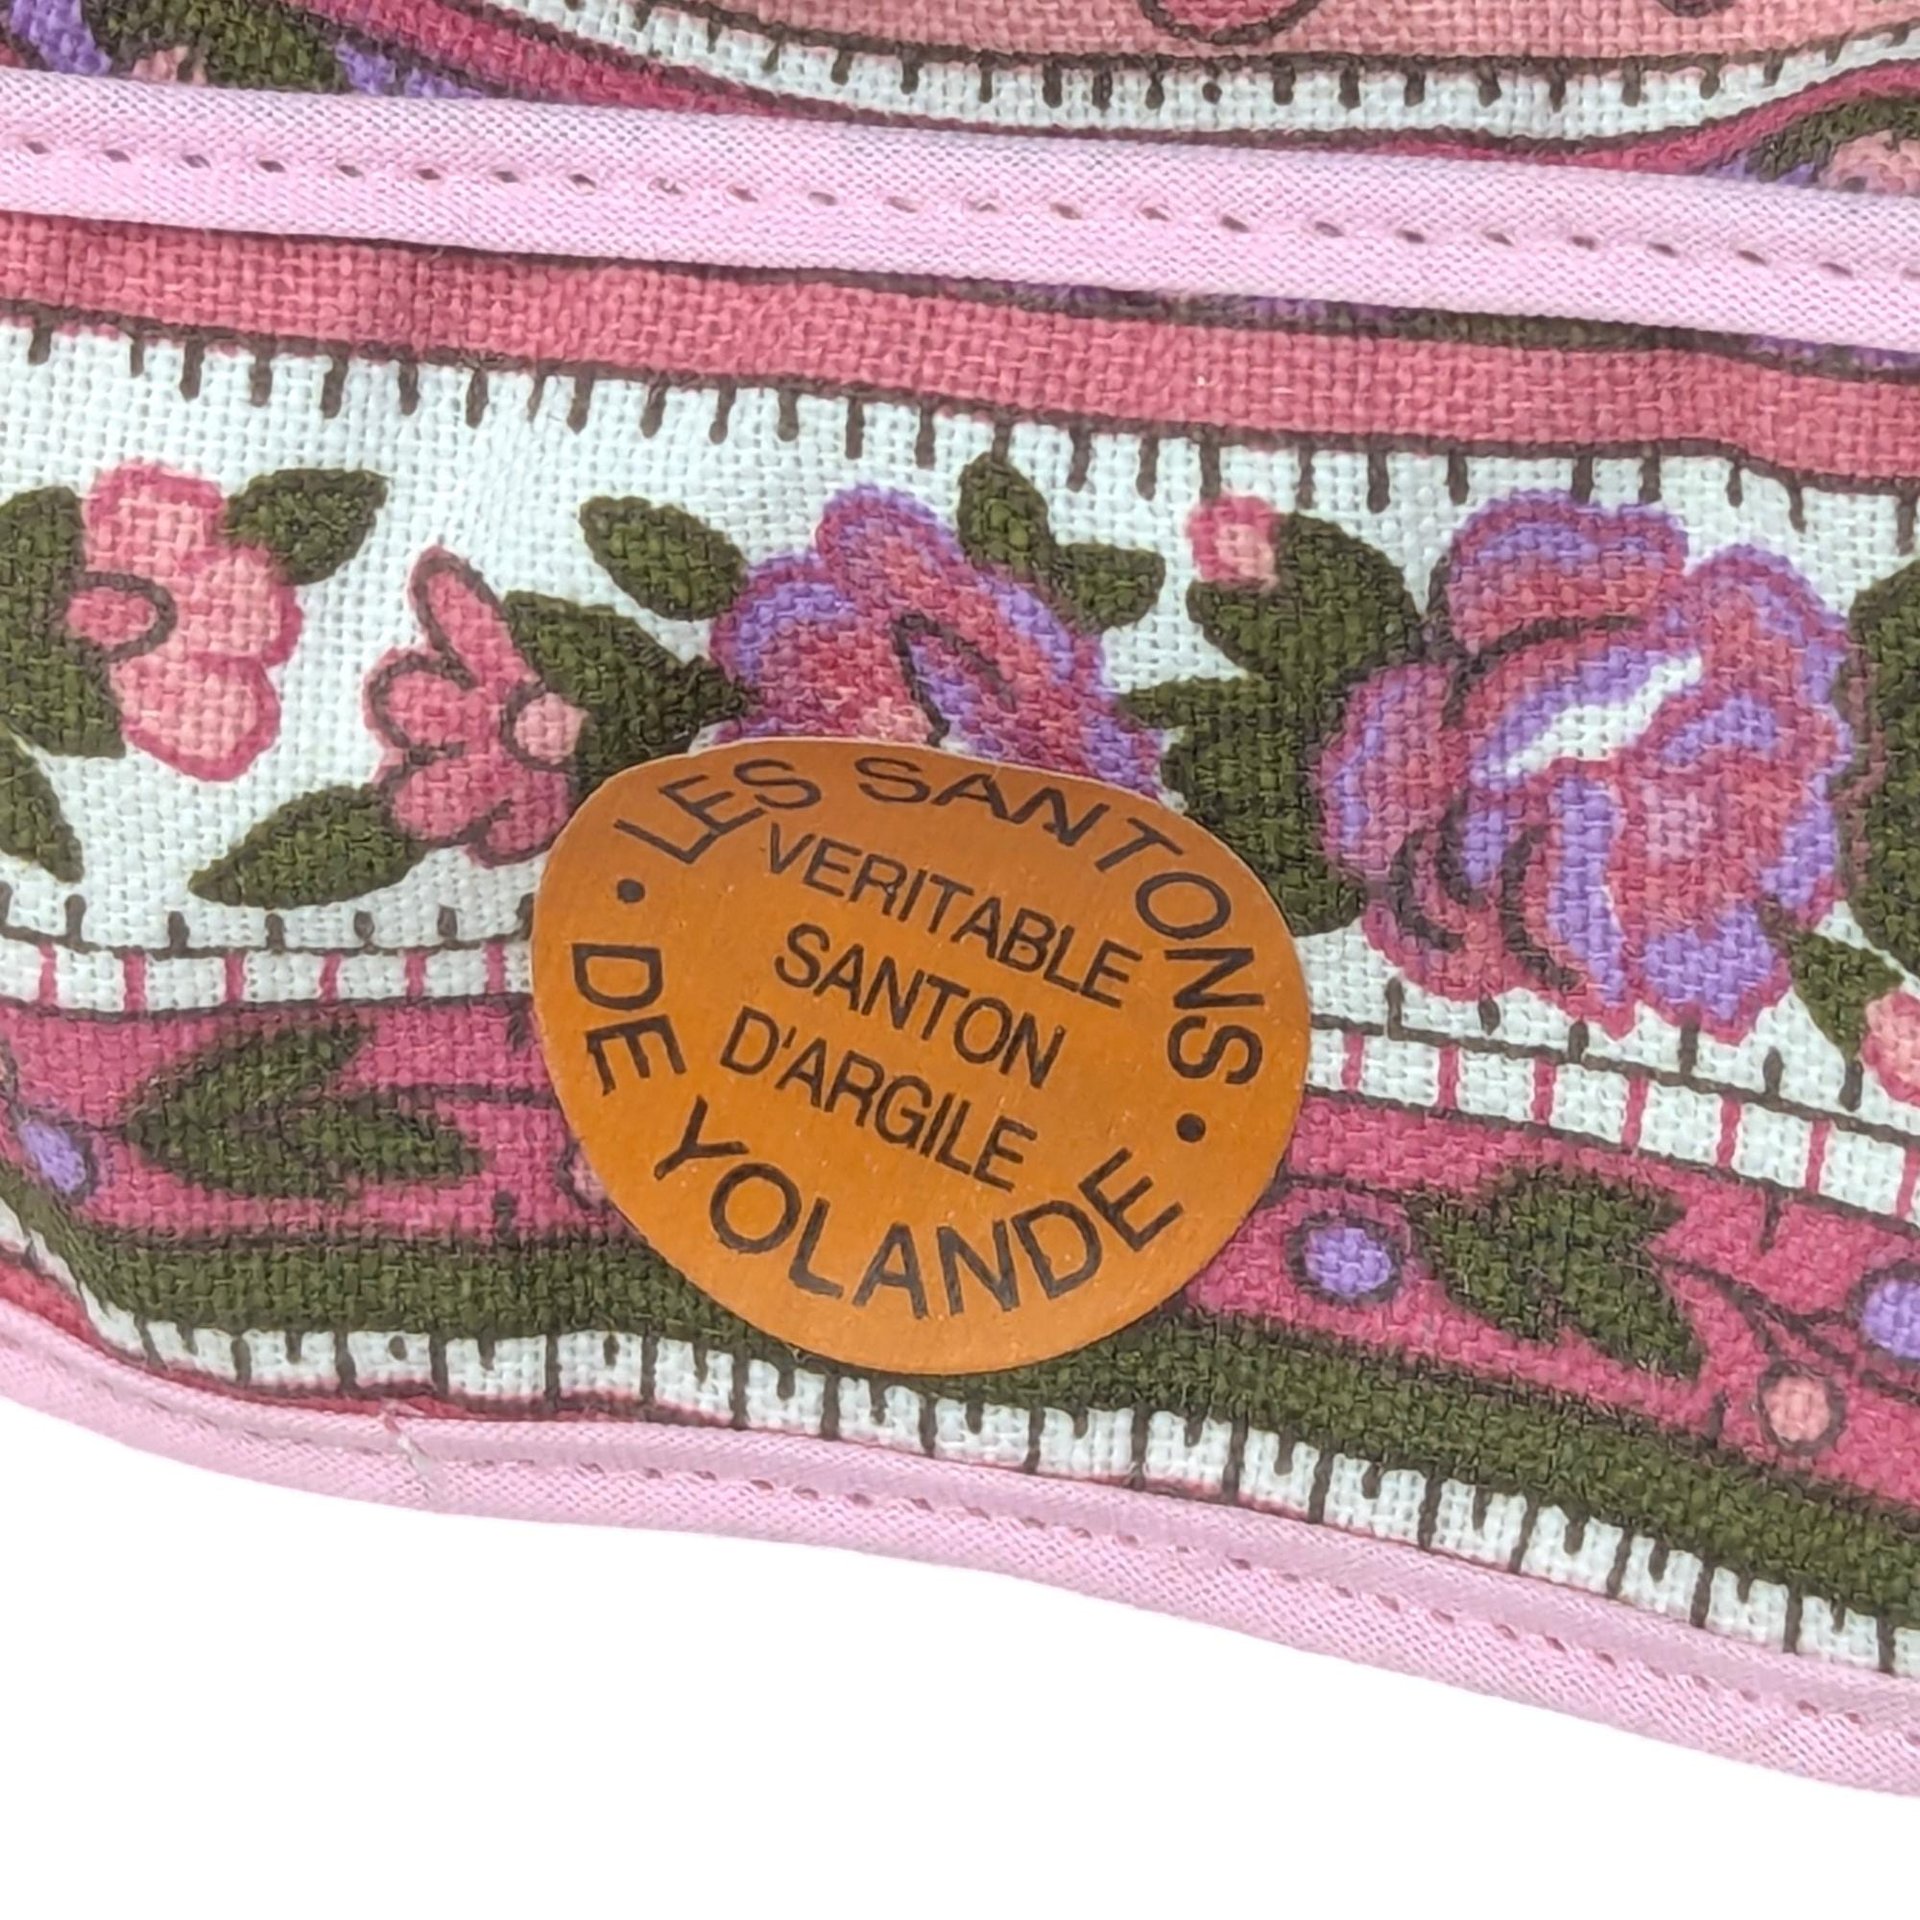 LES SANTONS
VERITABLE
SANTON
D'ARGILE
• DE YOLANDE •